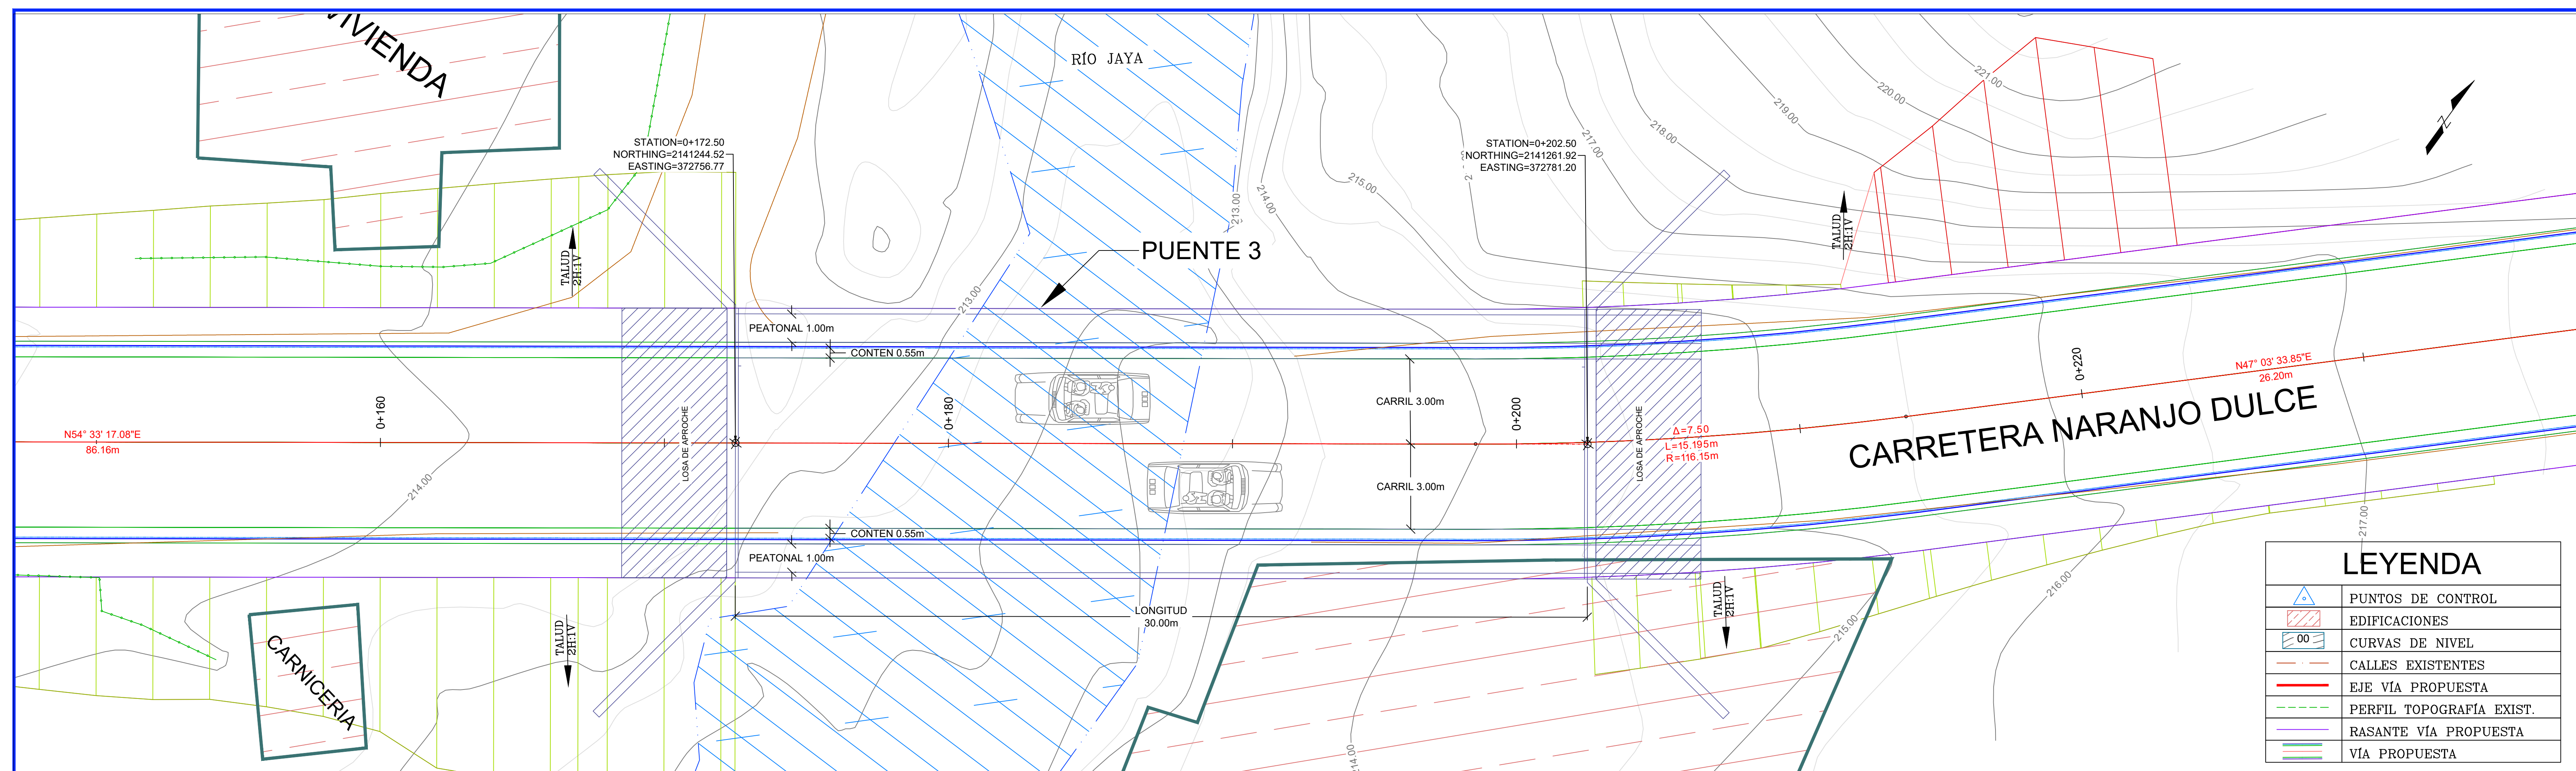 VIVIENDA
RÍO JAYA
STATION=0+172.50
NORTHING=2141244.52
EASTING=372756.77
STATION=0+202.50
NORTHING=2141261.92
EASTING=372781.20
221.00
220.00
219.00
218.00
217.00
215.00
214.00
213.00
N
TALUD
2H:1V
TALUD
2H:1V
PUENTE 3
213.00
PEATONAL 1.00m
CONTEN 0.55m
0+160
0+180
0+200
0+220
N54° 33' 17.08"E
86.16m
LOSA DE APROCHE
CARRIL 3.00m
CARRIL 3.00m
LOSA DE APROCHE
Δ=7.50
L=15.195m
R=116.15m
N47° 03' 33.85"E
26.20m
CARRETERA NARANJO DULCE
214.00
CONTEN 0.55m
PEATONAL 1.00m
LONGITUD
30.00m
TALUD
2H:1V
TALUD
2H:1V
CARNICERIA
217.00
216.00
215.00
214.00
LEYENDA
PUNTOS DE CONTROL
EDIFICACIONES
00 CURVAS DE NIVEL
CALLES EXISTENTES
EJE VÍA PROPUESTA
PERFIL TOPOGRAFÍA EXIST.
RASANTE VÍA PROPUESTA
VÍA PROPUESTA